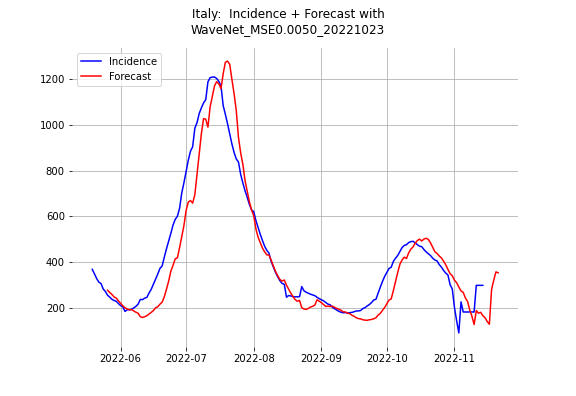 Italy:  Incidence + Forecast with
WaveNet_MSE0.0050_20221023
Incidence
Forecast
1200
1000
800
600
400
200
2022-06 2022-07 2022-08 2022-09 2022-10 2022-11